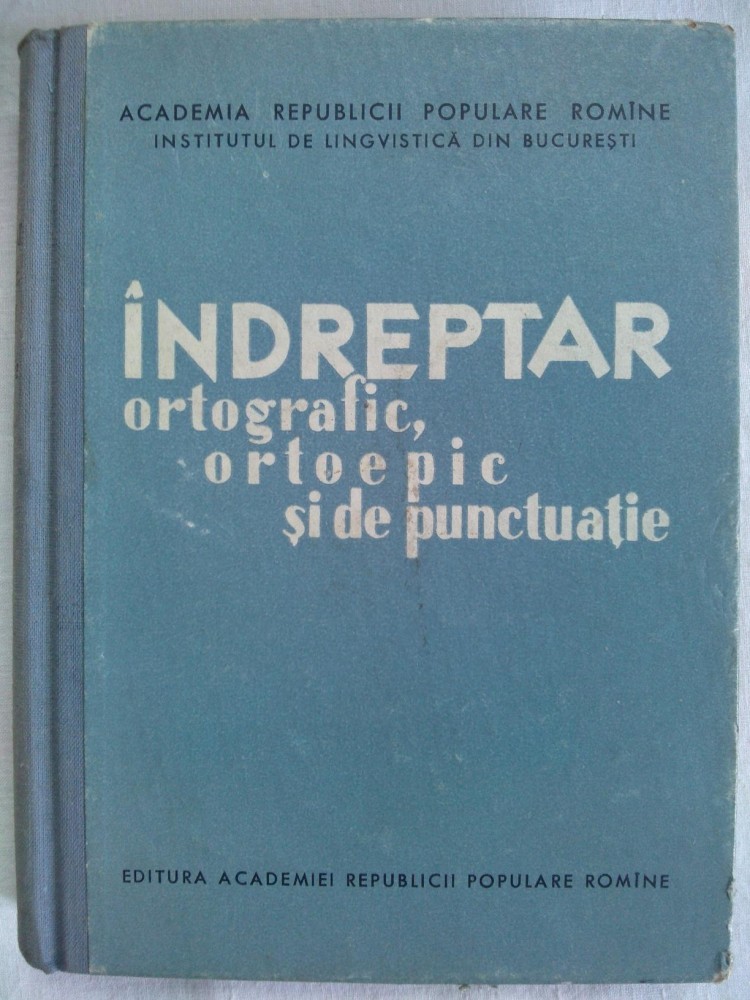 ACADEMIA REPUBLICII POPULARE ROMÎNE
INSTITUTUL DE LINGVISTICĂ DIN BUCUREȘTI
ÎNDREPTAR
ortografic,
ortoepic
și de punctuație
EDITURA ACADEMIEI REPUBLICII POPULARE ROMÎNE